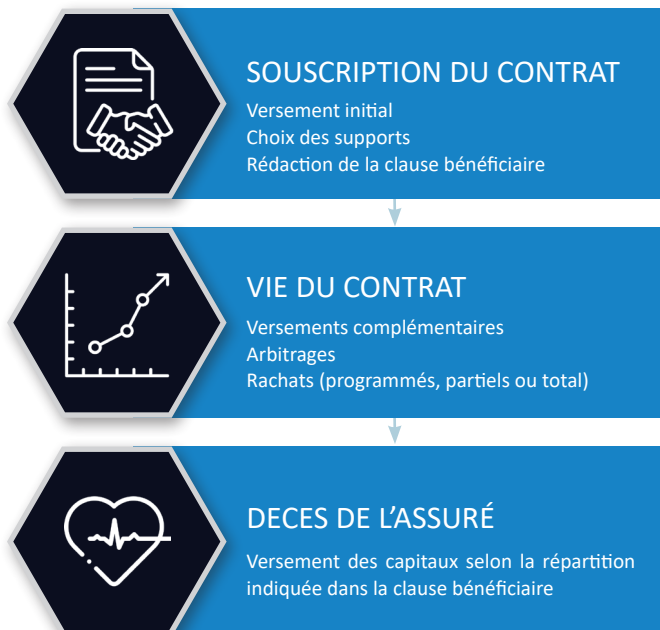 SOUSCRIPTION DU CONTRAT
Versement initial
Choix des supports
Rédaction de la clause bénéficiaire
VIE DU CONTRAT
Versements complémentaires
Arbitrages
Rachats (programmés, partiels ou total)
DECES DE L’ASSURÉ
Versement des capitaux selon la répartition
indiquée dans la clause bénéficiaire